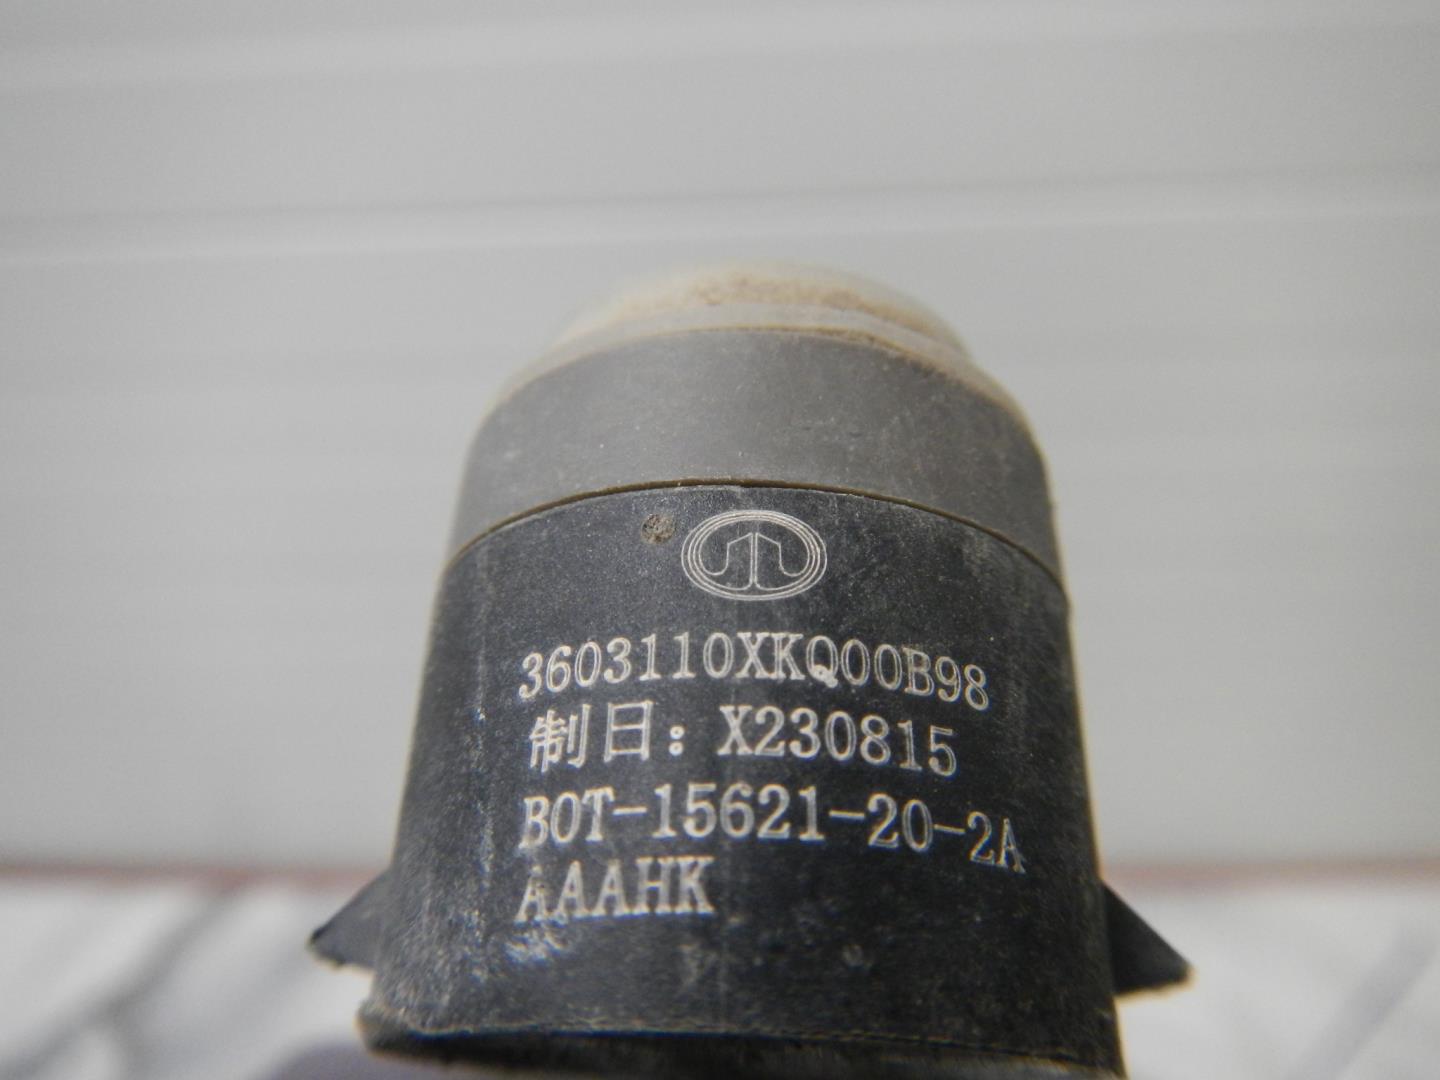 3603110XKQ00B98
制日：X230815
BOT-15621-20-2A
AAAHK